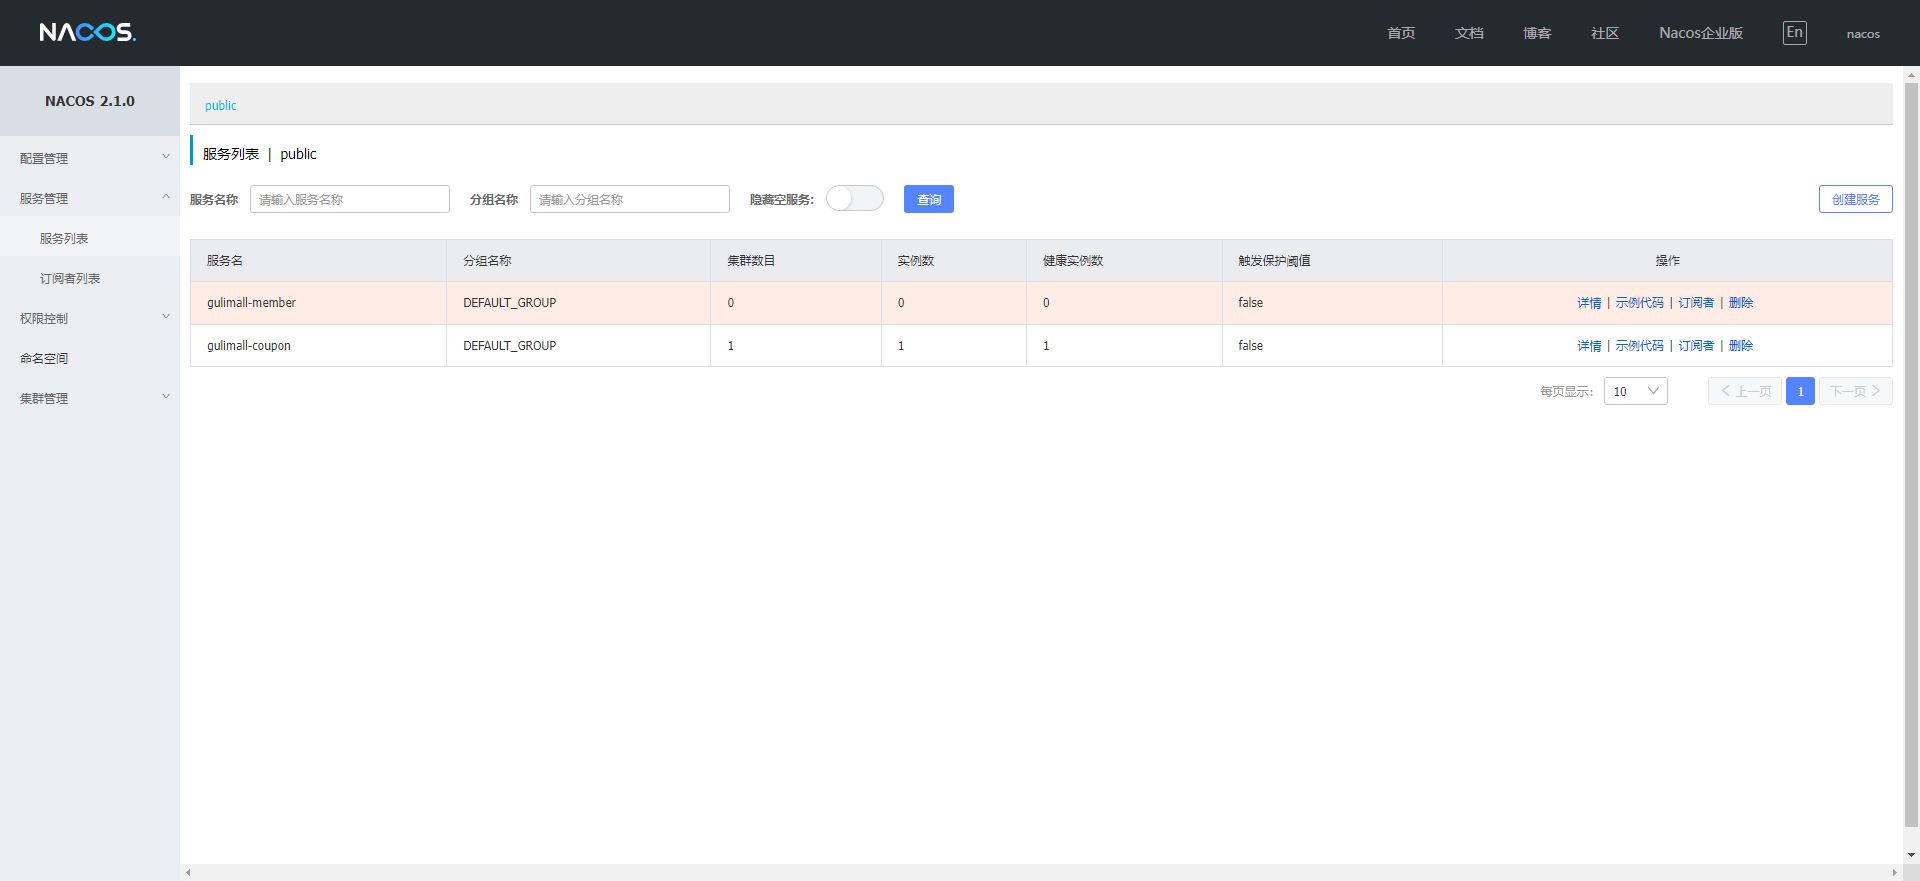 NACOS.
首页 文档 博客 社区 Nacos企业版 En nacos
NACOS 2.1.0
配置管理
服务管理
服务列表
订阅者列表
权限控制
命名空间
集群管理
public
服务列表 | public
服务名称 请输入服务名称 分组名称 请输入分组名称 隐藏空服务: 查询 创建服务
服务名 分组名称 集群数目 实例数 健康实例数 触发保护阈值 操作
gulimall-member DEFAULT_GROUP 0 0 0 false 详情 | 示例代码 | 订阅者 | 删除
gulimall-coupon DEFAULT_GROUP 1 1 1 false 详情 | 示例代码 | 订阅者 | 删除
每页显示: 10 上一页 1 下一页